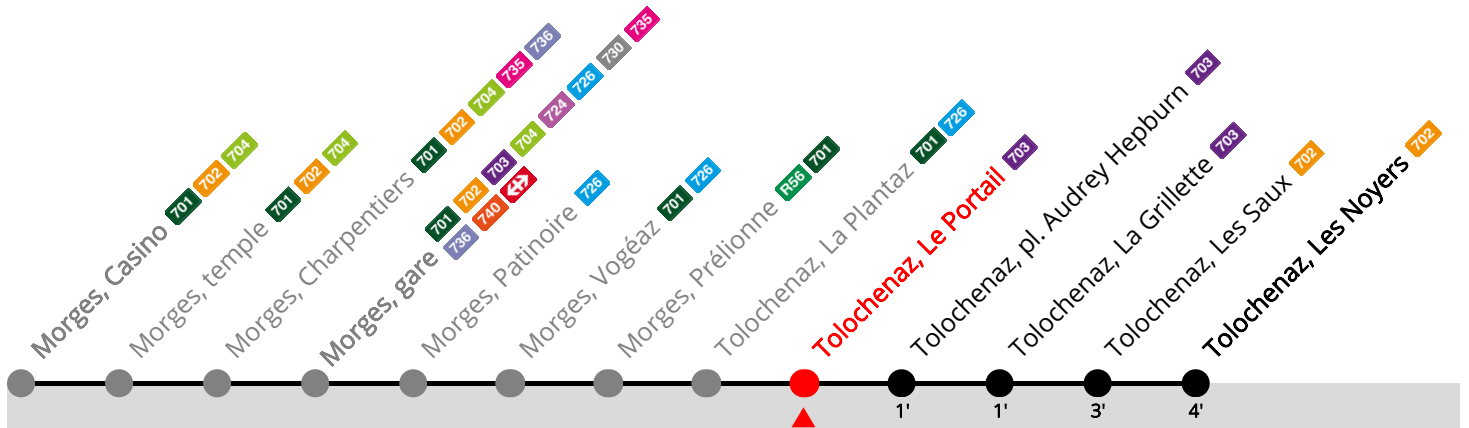 Morges, Casino 701 702 704
Morges, temple 701 702 704
Morges, Charpentiers 701 702 704 735 736
Morges, gare 701 702 703 704 724 726 730 735
736 740
Morges, Patinoire 726
Morges, Vogéaz 701 726
Morges, Prélionne R56 701
Tolochenaz, La Plantaz 701 726
Tolochenaz, Le Portail 703
Tolochenaz, pl. Audrey Hepburn 703
Tolochenaz, La Grillette 703
Tolochenaz, Les Saux 702
Tolochenaz, Les Noyers 702
1' 1' 3' 4'